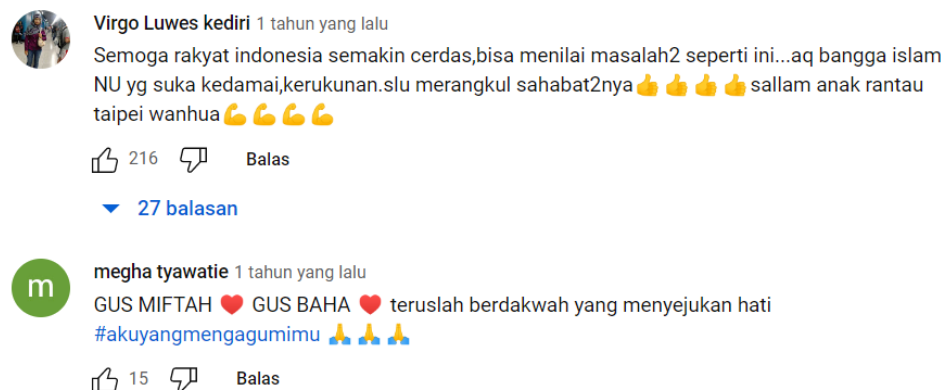 Virgo Luwes kediri 1 tahun yang lalu
Semoga rakyat indonesia semakin cerdas,bisa menilai masalah2 seperti ini...aq bangga islam
NU yg suka kedamai,kerukunan.slu merangkul sahabat2nya👍👍👍👍sallam anak rantau
taipei wanhua💪💪💪💪
216 Balas
27 balasan
m
megha tyawatie 1 tahun yang lalu
GUS MIFTAH ♥️ GUS BAHA ♥️ teruslah berdakwah yang menyejukan hati
#akuyangmengagumimu 🙏🙏🙏
15 Balas